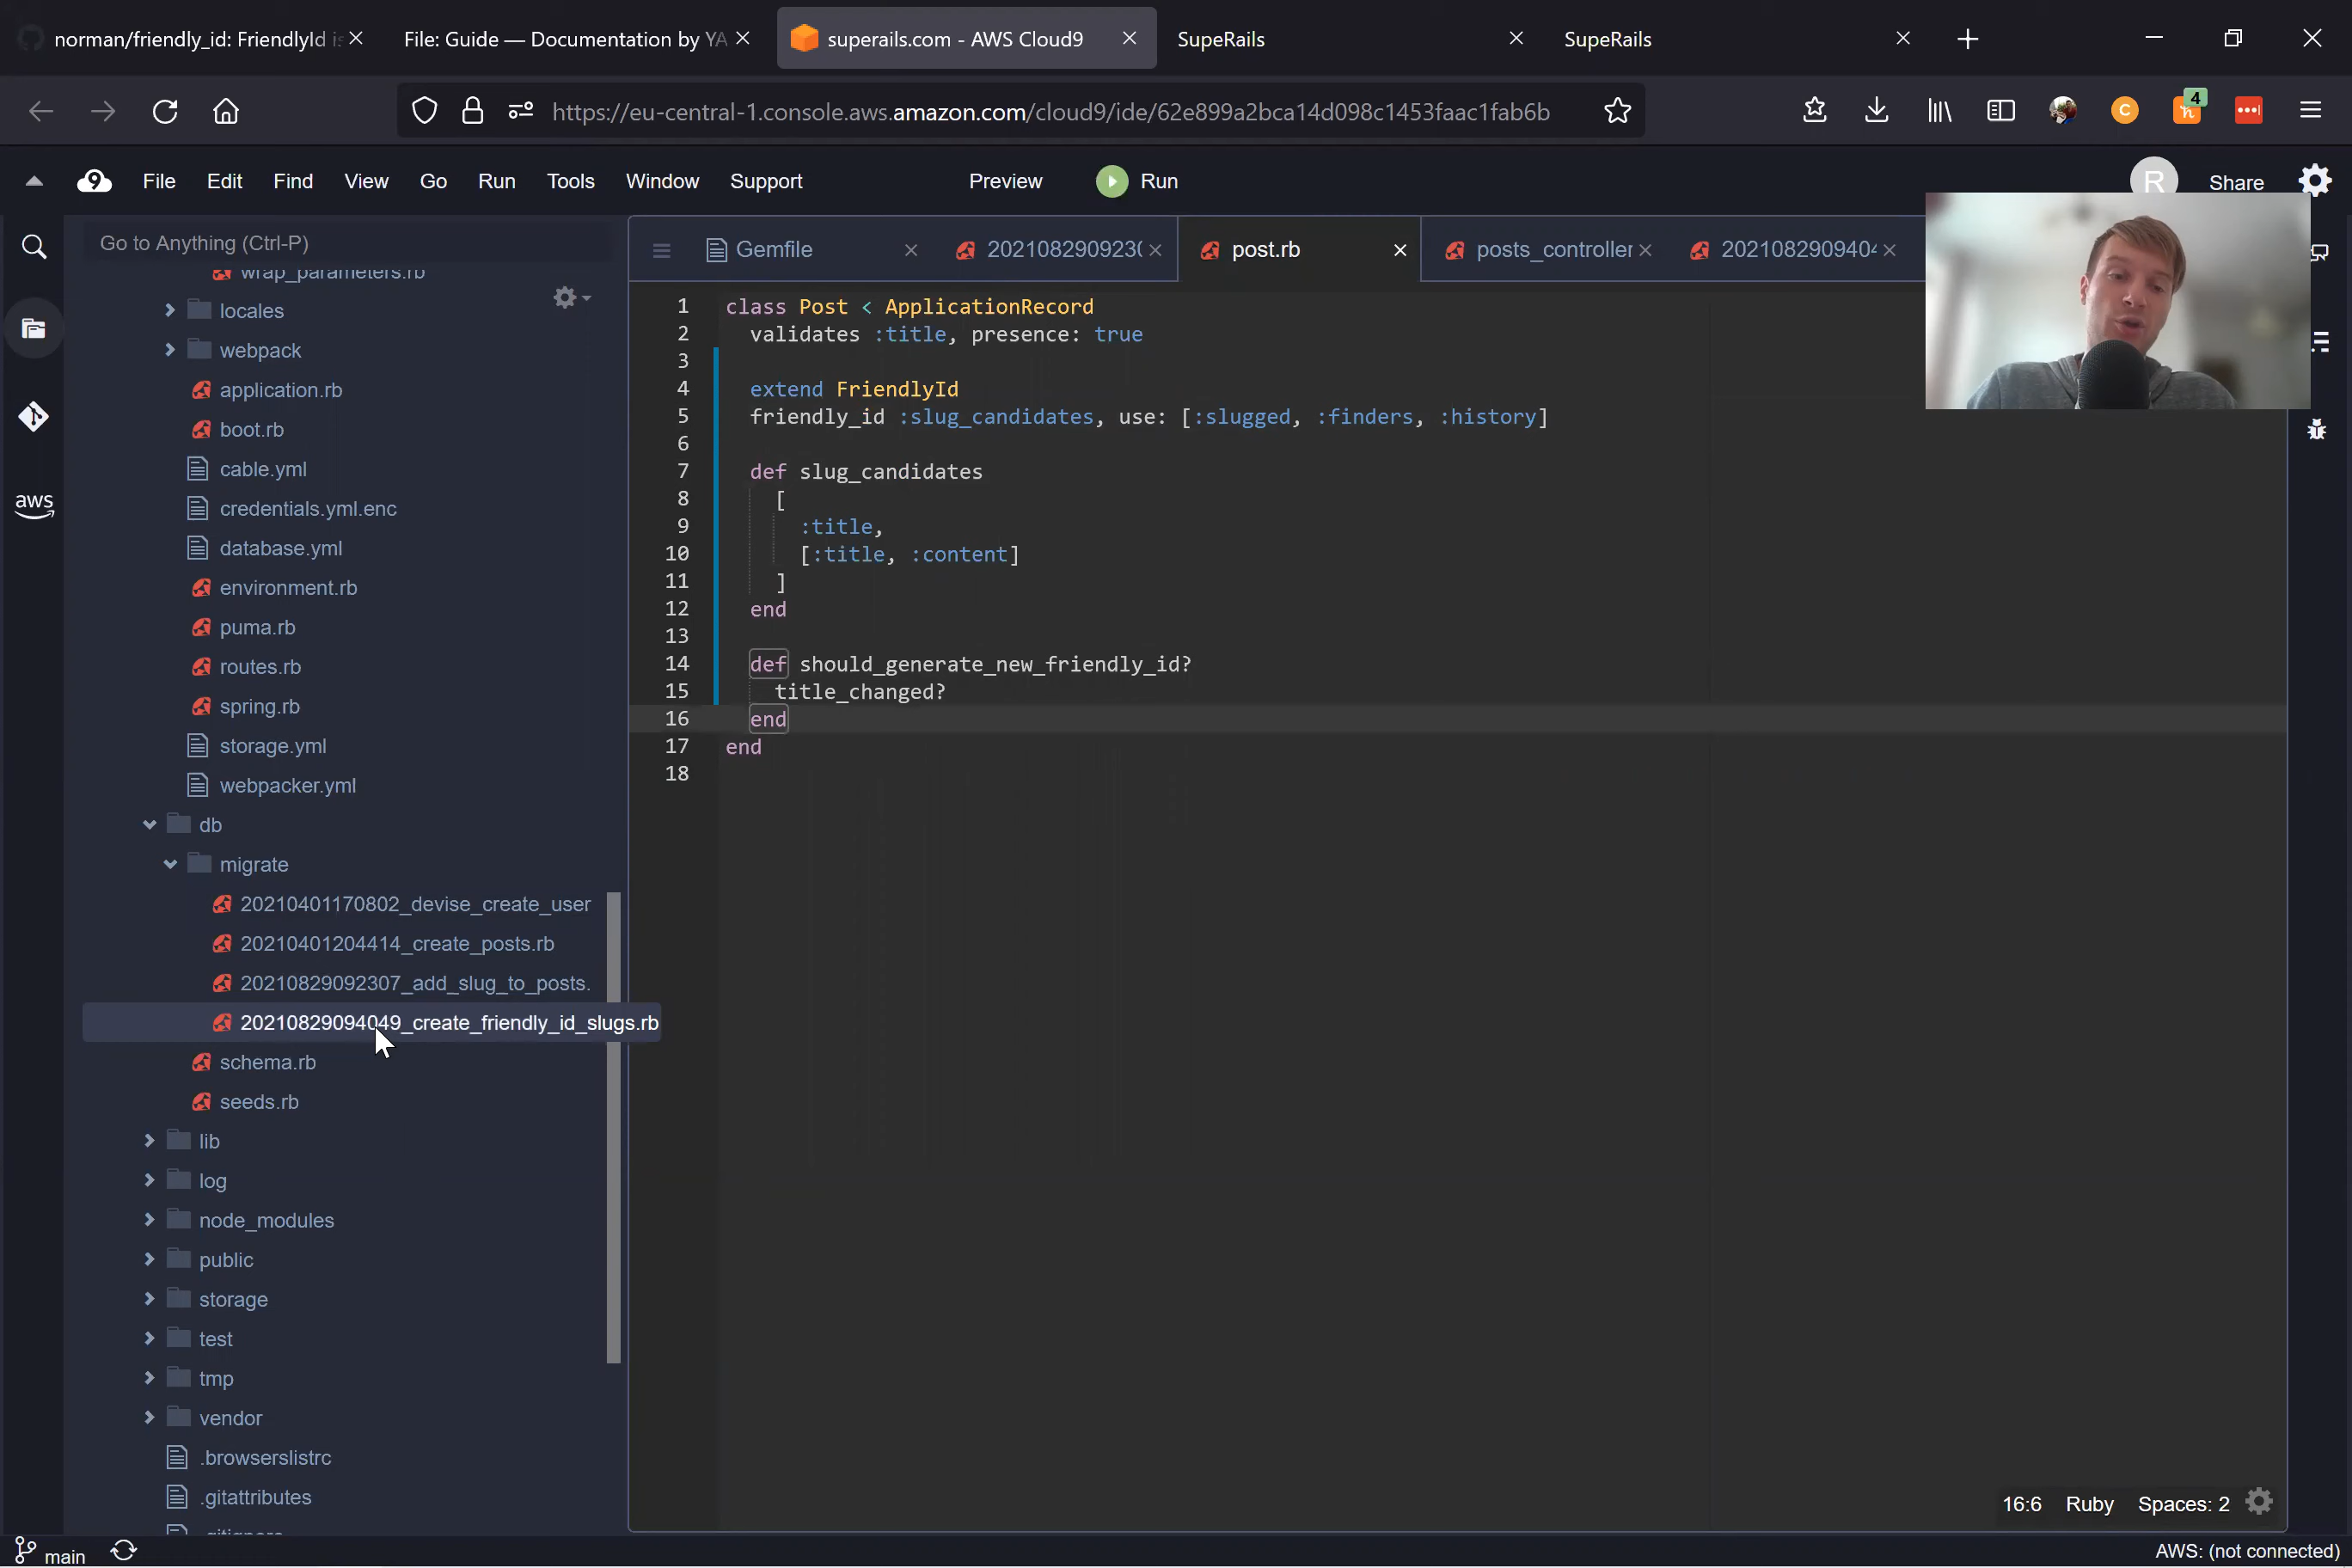 norman/friendly_id: FriendlyId is
File: Guide — Documentation by YA
superails.com - AWS Cloud9
SupeRails
SupeRails
https://eu-central-1.console.aws.amazon.com/cloud9/ide/62e899a2bca14d098c1453faac1fab6b
C
h
4
9 File Edit Find View Go Run Tools Window Support Preview Run
R Share
Go to Anything (Ctrl-P)
aws
wrap_parameters.rb
locales
webpack
application.rb
boot.rb
cable.yml
credentials.yml.enc
database.yml
environment.rb
puma.rb
routes.rb
spring.rb
storage.yml
webpacker.yml
db
migrate
20210401170802_devise_create_user
20210401204414_create_posts.rb
20210829092307_add_slug_to_posts.
20210829094049_create_friendly_id_slugs.rb
schema.rb
seeds.rb
lib
log
node_modules
public
storage
test
tmp
vendor
.browserslistrc
.gitattributes
.gitignore
Gemfile
2021082909230
post.rb
posts_controller
202108290940
1 class Post < ApplicationRecord
2 validates :title, presence: true
3
4 extend FriendlyId
5 friendly_id :slug_candidates, use: [:slugged, :finders, :history]
6
7 def slug_candidates
8 [
9 :title,
10 [:title, :content]
11 ]
12 end
13
14 def should_generate_new_friendly_id?
15 title_changed?
16 end
17 end
18
16:6 Ruby Spaces: 2
main
AWS: (not connected)